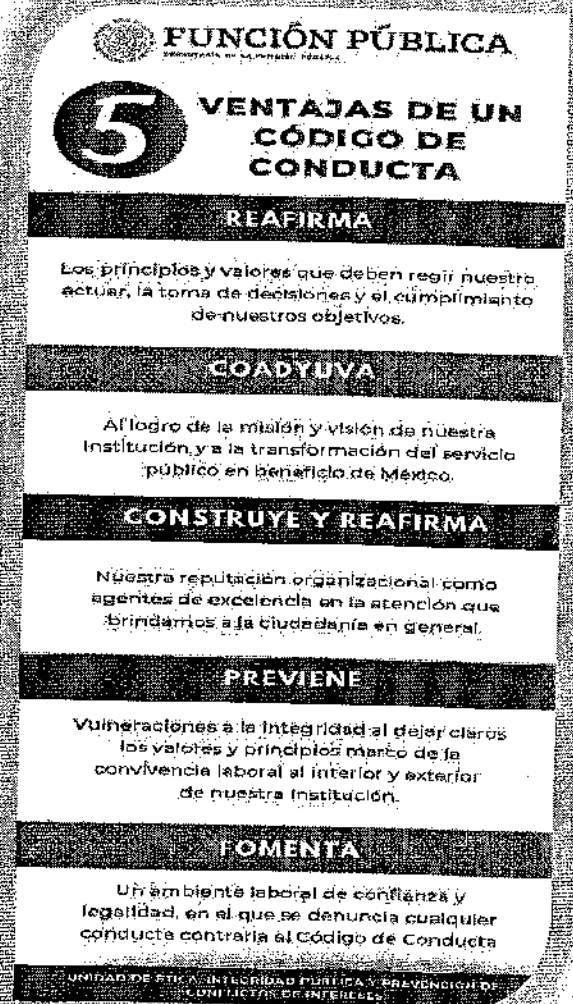 FUNCIÓN PÚBLICA
SECRETARÍA DE LA FUNCIÓN PÚBLICA
5
VENTAJAS DE UN
CÓDIGO DE
CONDUCTA
REAFIRMA
Los principios y valores que deben regir nuestro
actuar, la toma de decisiones y el cumplimiento
de nuestros objetivos.
COADYUVA
Al logro de la misión y visión de nuestra
Institución y a la transformación del servicio
público en beneficio de México.
CONSTRUYE Y REAFIRMA
Nuestra reputación organizacional como
agentes de excelencia en la atención que
brindamos a la ciudadanía en general.
PREVIENE
Vulneraciones a la integridad al dejar claros
los valores y principios marco de la
convivencia laboral al interior y exterior
de nuestra Institución.
FOMENTA
Un ambiente laboral de confianza y
legalidad, en el que se denuncia cualquier
conducta contraria al Código de Conducta
UNIDAD DE ÉTICA, INTEGRIDAD PÚBLICA Y PREVENCIÓN DE
CONFLICTOS DE INTERESES